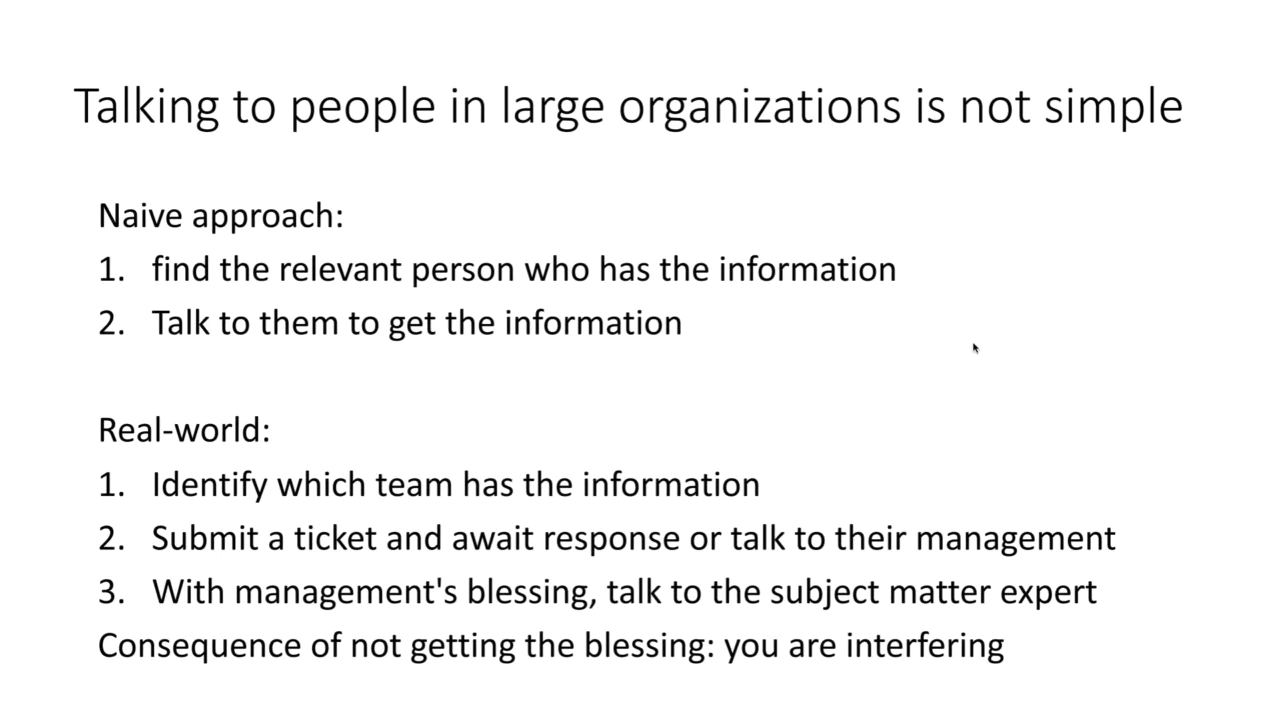 Talking to people in large organizations is not simple
Naive approach:
1. find the relevant person who has the information
2. Talk to them to get the information
Real-world:
1. Identify which team has the information
2. Submit a ticket and await response or talk to their management
3. With management's blessing, talk to the subject matter expert
Consequence of not getting the blessing: you are interfering